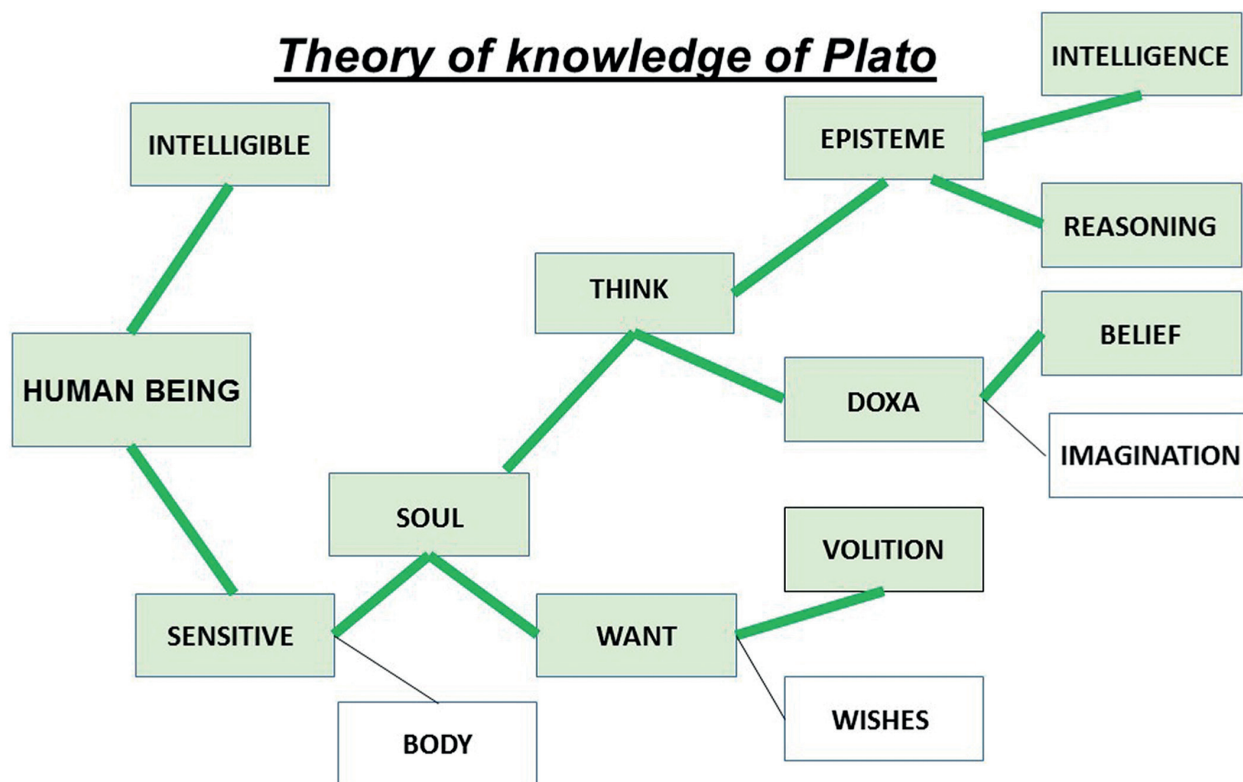 Theory of knowledge of Plato
INTELLIGENCE
INTELLIGIBLE
EPISTEME
REASONING
THINK
BELIEF
HUMAN BEING
DOXA
IMAGINATION
SOUL
VOLITION
SENSITIVE
WANT
WISHES
BODY